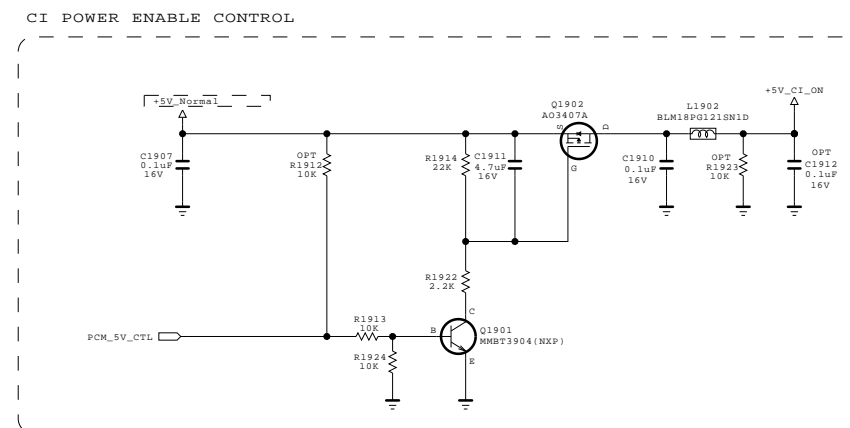 CI POWER ENABLE CONTROL
+5V_Normal
+5V_CI_ON
Q1902
AO3407A
L1902
BLM18PG121SN1D
S
D
G
C1907
0.1uF
16V
OPT
R1912
10K
R1914
22K
C1911
4.7uF
16V
C1910
0.1uF
16V
OPT
R1923
10K
OPT
C1912
0.1uF
16V
R1922
2.2K
PCM_5V_CTL
R1913
10K
R1924
10K
B
C
E
Q1901
MMBT3904(NXP)